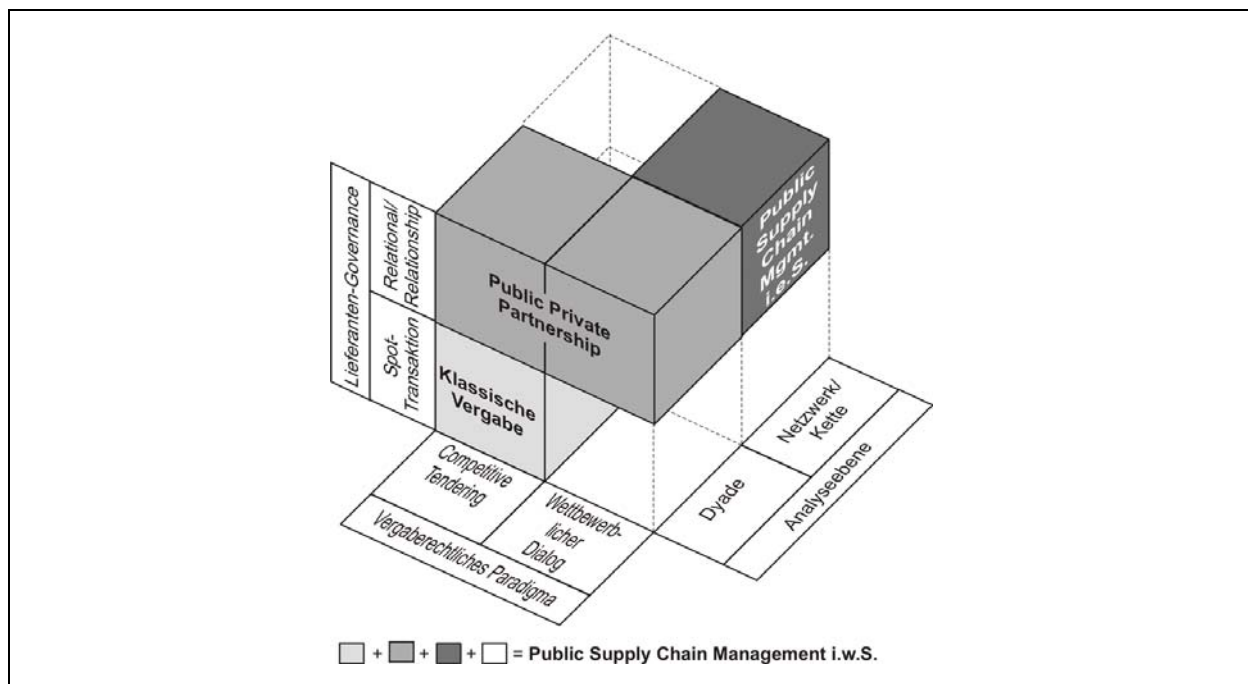 Lieferanten-Governance
Relational/
Relationship
Spot-
Transaktion
Public Private
Partnership
Klassische
Vergabe
Public
Supply
Chain
Mgmt.
i.e.S.
Competitive
Tendering
Wettbewerb-
licher
Dialog
Vergaberechtliches Paradigma
Dyade
Netzwerk/
Kette
Analyseebene
+ + + = Public Supply Chain Management i.w.S.